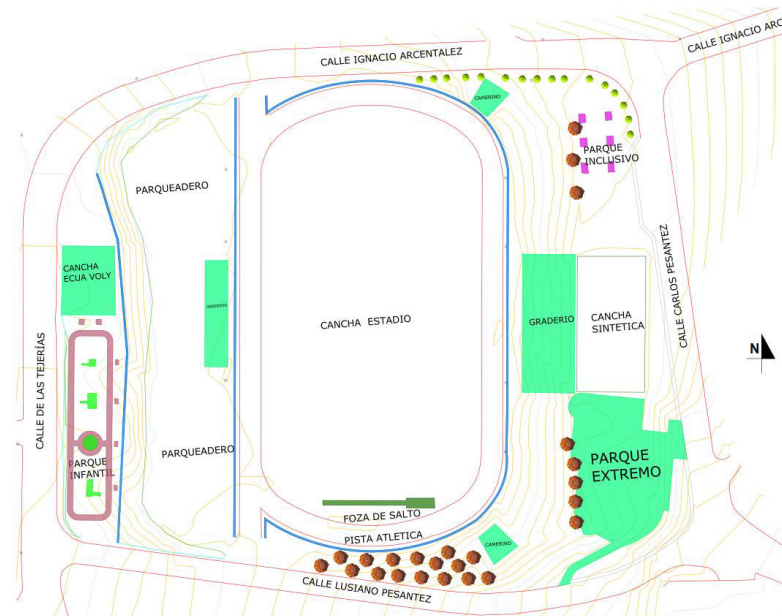 CALLE IGNACIO ARCENTALEZ
CALLE IGNACIO ARC
CAMERINO
PARQUE
INCLUSIVO
PARQUEADERO
CANCHA
ECUA VOLY
GRADERIO
CANCHA ESTADIO
GRADERIO
CANCHA
SINTETICA
CALLE CARLOS PESANTEZ
N
CALLE DE LAS TEJERÍAS
PARQUE
INFANTIL
PARQUEADERO
PARQUE
EXTREMO
FOZA DE SALTO
PISTA ATLETICA
CAMERINO
CALLE LUSIANO PESANTEZ